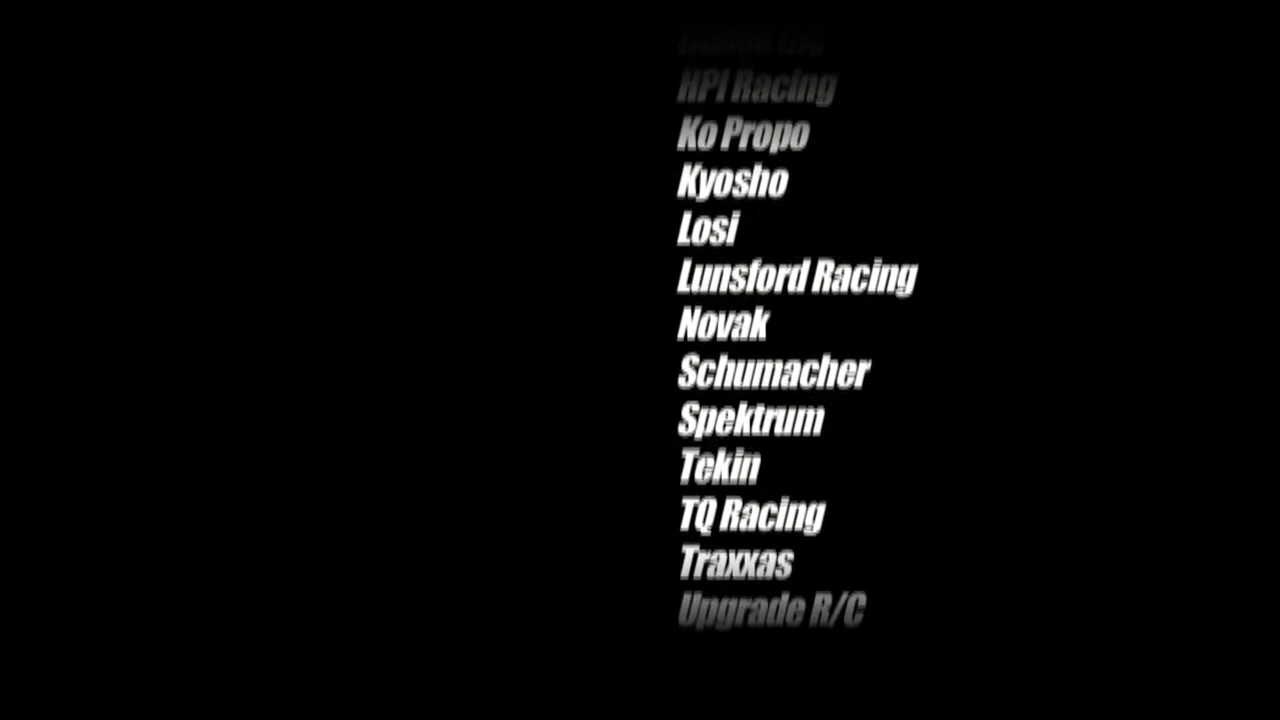 HPI Racing
Ko Propo
Kyosho
Losi
Lunsford Racing
Novak
Schumacher
Spektrum
Tekin
TQ Racing
Traxxas
Upgrade R/C